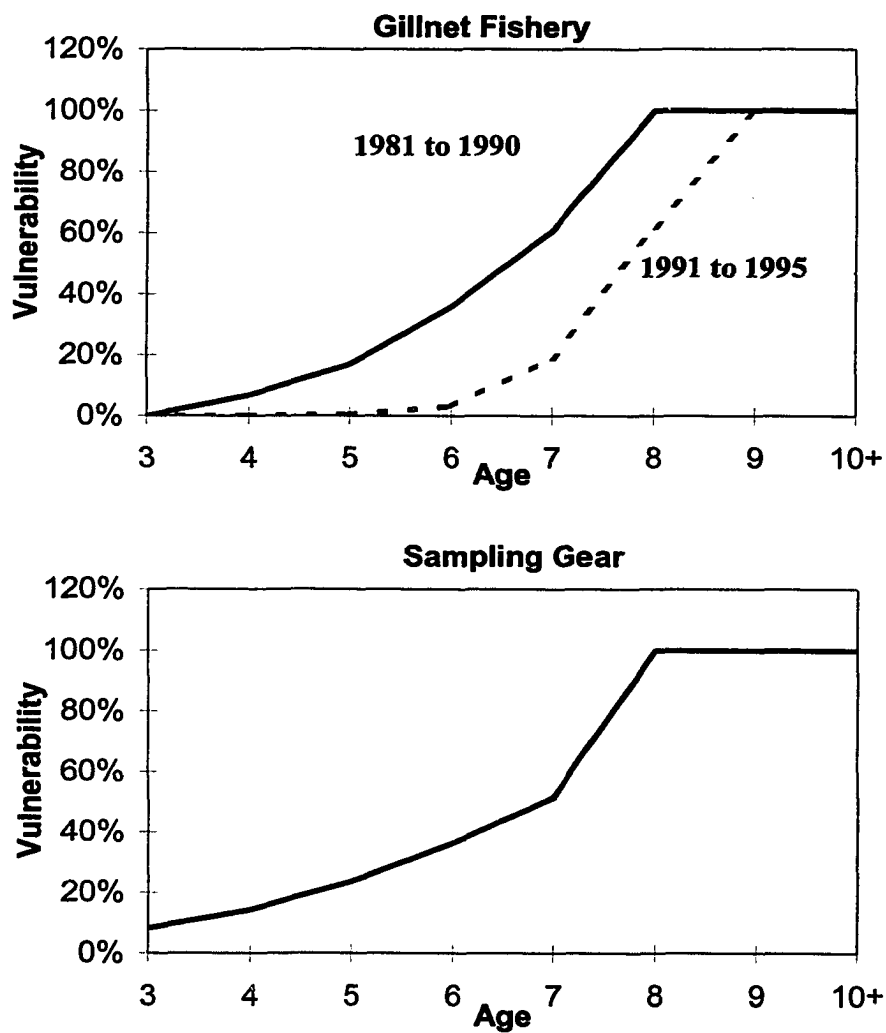 Gillnet Fishery
120%
100%
80%
60%
40%
20%
0%
Vulnerability
1981 to 1990
1991 to 1995
3 4 5 6 7 8 9 10+
Age
Sampling Gear
120%
100%
80%
60%
40%
20%
0%
Vulnerability
3 4 5 6 7 8 9 10+
Age